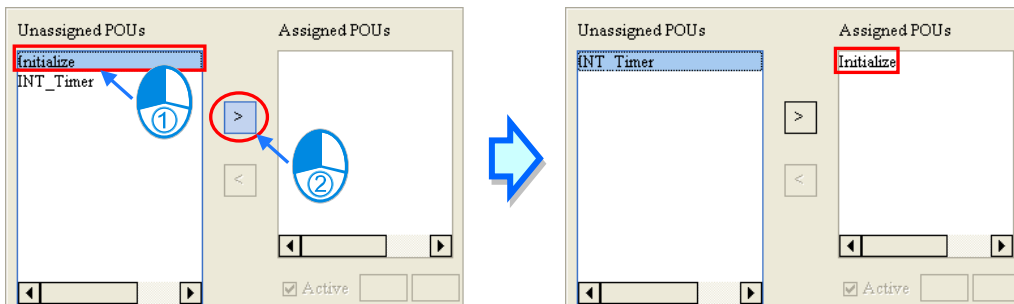 Unassigned POUs
Assigned POUs
Initialize
INT_Timer
>
<
①
②
Active
Unassigned POUs
Assigned POUs
INT_Timer
Initialize
>
<
Active